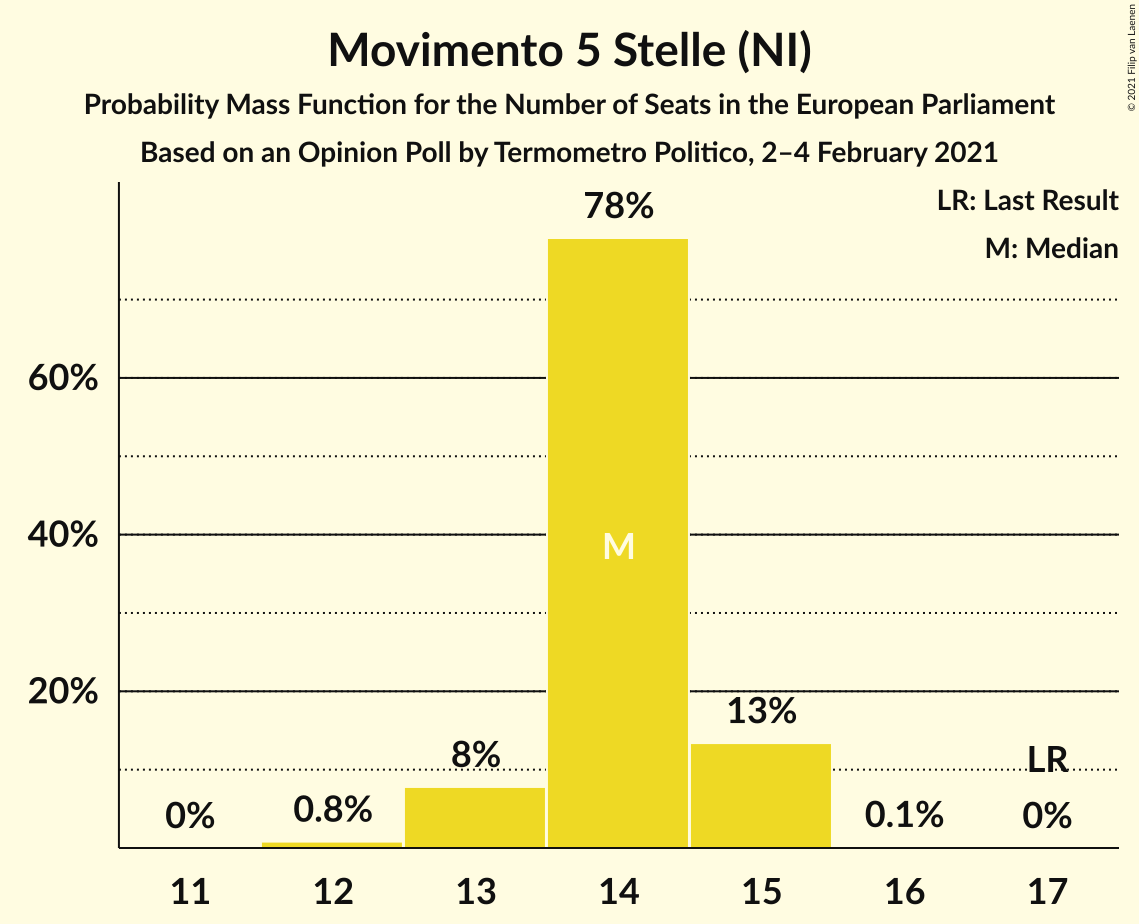 Movimento 5 Stelle (NI)
Probability Mass Function for the Number of Seats in the European Parliament
Based on an Opinion Poll by Termometro Politico, 2–4 February 2021
© 2021 Filip van Laenen
LR: Last Result
M: Median
78%
60%
40%
M
20%
13%
8%
LR
0%
0.8%
0.1%
0%
11 12 13 14 15 16 17